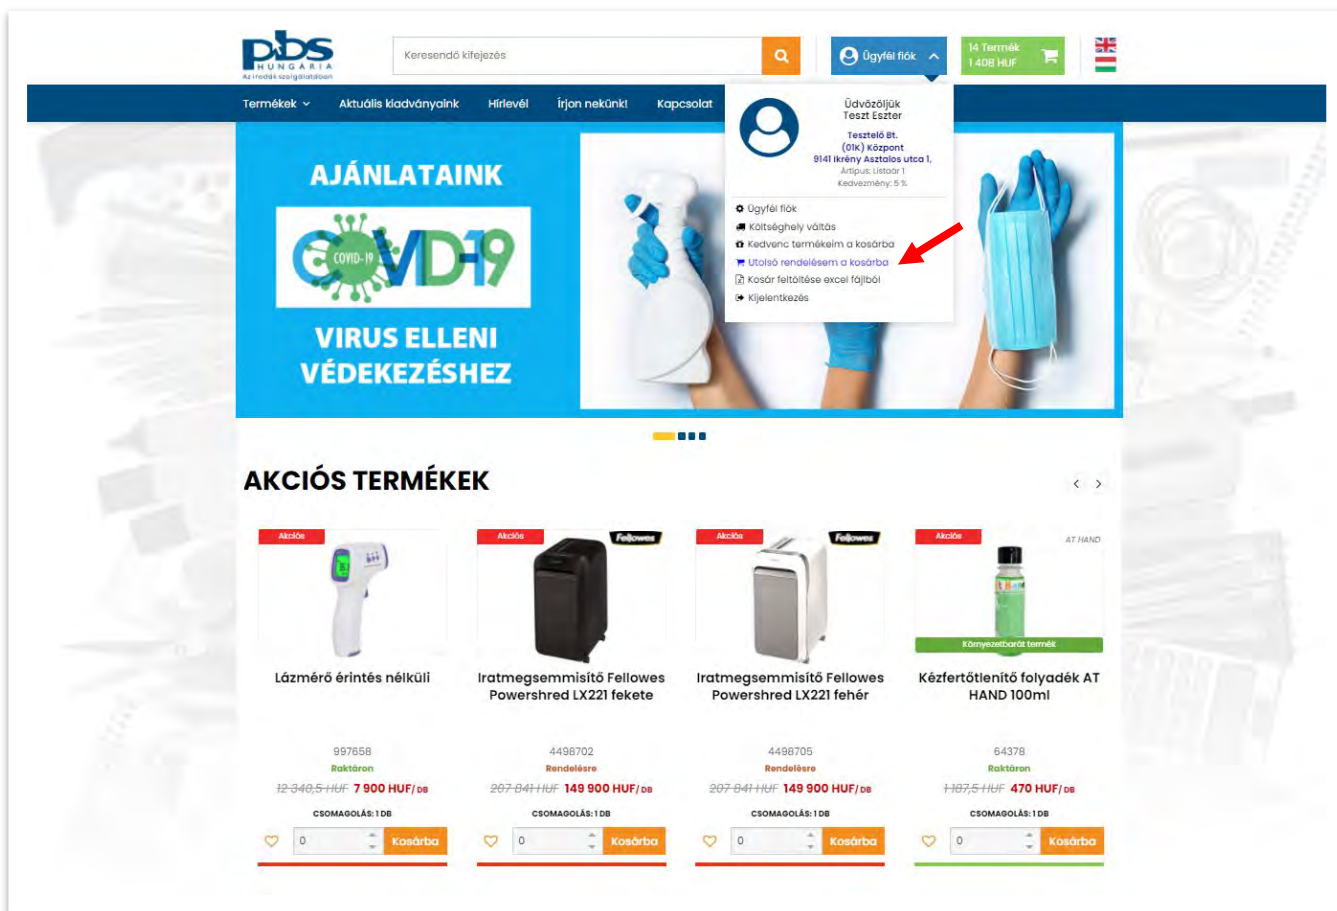 pbs
HUNGÁRIA
Az irodák szolgálatában
Keresendő kifejezés
Ügyfél fiók
14 Termék
1 408 HUF
Termékek
Aktuális kiadványaink
Hírlevél
Írjon nekünk!
Kapcsolat
Üdvözöljük
Teszt Eszter
Tesztelő Bt.
(01K) Központ
9141 Ikrény Asztalos utca 1,
Ártípus: Listaár 1
Kedvezmény: 5 %
Ügyfél fiók
Költséghely váltás
Kedvenc termékeim a kosárba
Utolsó rendelésem a kosárba
Kosár feltöltése excel fájlból
Kijelentkezés
AJÁNLATAINK
COVID-19
COVID-19
VIRUS ELLENI
VÉDEKEZÉSHEZ
AKCIÓS TERMÉKEK
Akciós
Lázmérő érintés nélküli
997658
Raktáron
12 340,5 HUF 7 900 HUF/ DB
CSOMAGOLÁS: 1 DB
0
Kosárba
Akciós
Fellowes
Iratmegsemmisítő Fellowes
Powershred LX221 fekete
4498702
Rendelésre
207 841 HUF 149 900 HUF/ DB
CSOMAGOLÁS: 1 DB
0
Kosárba
Akciós
Fellowes
Iratmegsemmisítő Fellowes
Powershred LX221 fehér
4498705
Rendelésre
207 841 HUF 149 900 HUF/ DB
CSOMAGOLÁS: 1 DB
0
Kosárba
Akciós
AT HAND
Környezetbarát termék
Kézfertőtlenítő folyadék AT
HAND 100ml
64378
Raktáron
1 187,5 HUF 470 HUF/ DB
CSOMAGOLÁS: 1 DB
0
Kosárba